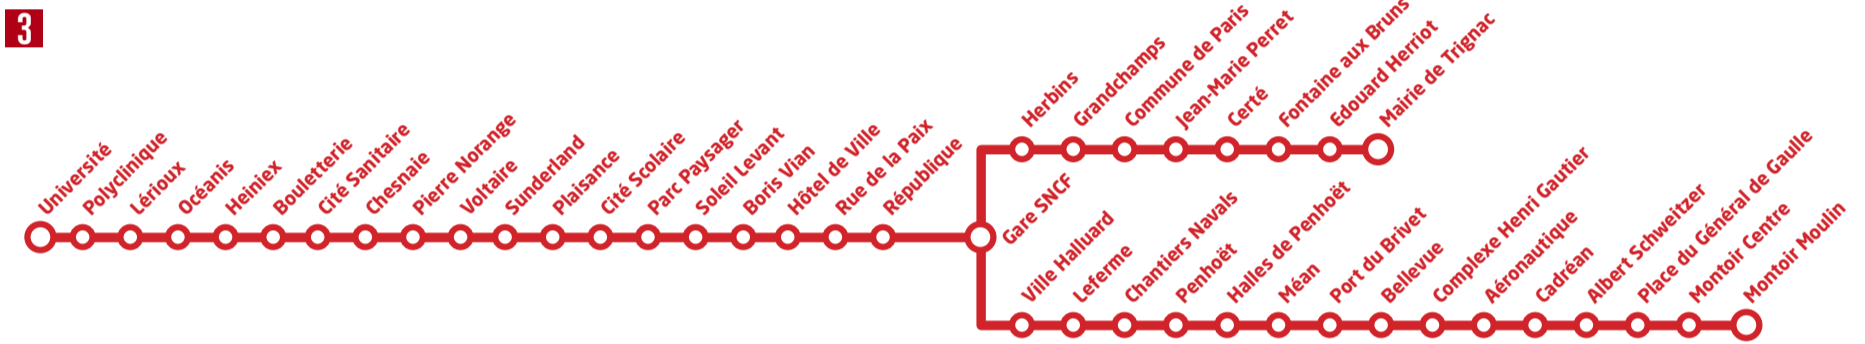 3
Université
Polyclinique
Lérioux
Océanis
Heiniex
Bouletterie
Cité Sanitaire
Chesnaie
Pierre Norange
Voltaire
Sunderland
Plaisance
Cité Scolaire
Parc Paysager
Soleil Levant
Boris Vian
Hôtel de Ville
Rue de la Paix
République
Gare SNCF
Herbins
Grandchamps
Commune de Paris
Jean-Marie Perret
Certé
Fontaine aux Bruns
Edouard Herriot
Mairie de Trignac
Ville Halluard
Leferme
Chantiers Navals
Penhoët
Halles de Penhoët
Méan
Port du Brivet
Bellevue
Complexe Henri Gautier
Aéronautique
Cadréan
Albert Schweitzer
Place du Général de Gaulle
Montoir Centre
Montoir Moulin